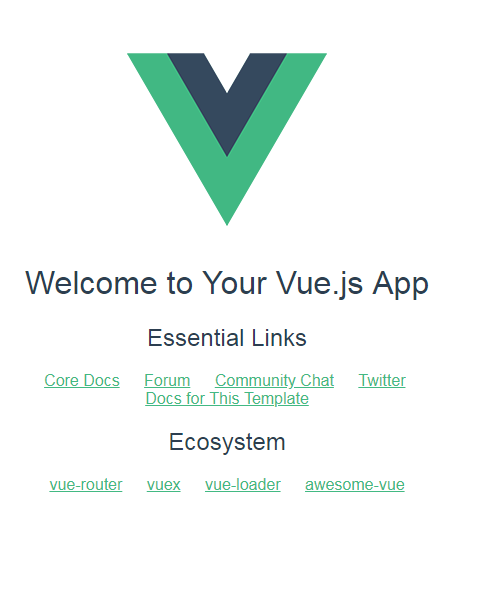 Welcome to Your Vue.js App
Essential Links
Core Docs Forum Community Chat Twitter
Docs for This Template
Ecosystem
vue-router vuex vue-loader awesome-vue